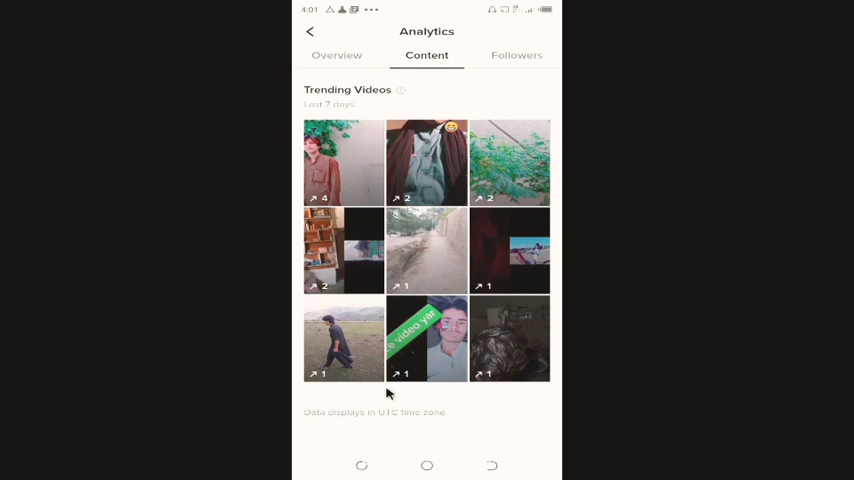 4:01
Analytics
Overview Content Followers
Trending Videos
Last 7 days
4 2 2
2 1 1
e video yar
1 1 1
Data displays in UTC time zone